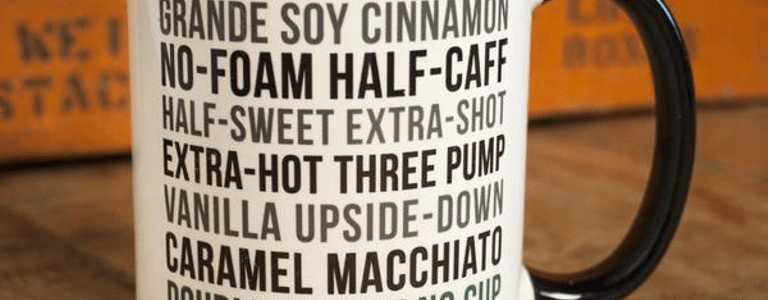 GRANDE SOY CINNAMON
NO-FOAM HALF-CAFF
HALF-SWEET EXTRA-SHOT
EXTRA-HOT THREE PUMP
VANILLA UPSIDE-DOWN
CARAMEL MACCHIATO
CUP